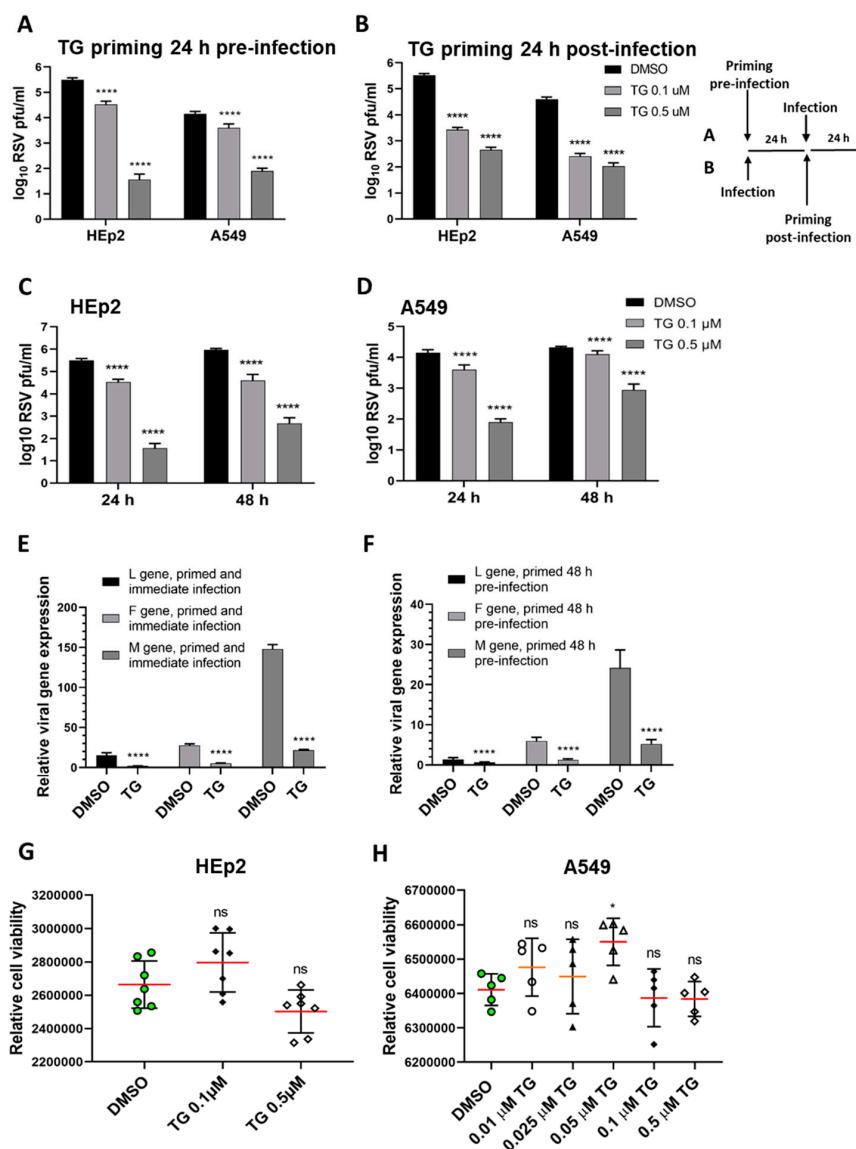 A
TG priming 24 h pre-infection
log10 RSV pfu/ml
6
5
4
3
2
1
0
****
****
****
****
HEp2
A549
B
TG priming 24 h post-infection
log10 RSV pfu/ml
6
5
4
3
2
1
0
****
****
****
****
HEp2
A549
DMSO
TG 0.1 uM
TG 0.5 uM
Priming
pre-infection
Infection
A
24 h
24 h
B
Infection
Priming
post-infection
C
HEp2
log10 RSV pfu/ml
7
6
5
4
3
2
1
0
****
****
****
****
24 h
48 h
D
A549
log10 RSV pfu/ml
5
4
3
2
1
0
****
****
****
****
24 h
48 h
DMSO
TG 0.1 µM
TG 0.5 µM
E
L gene, primed and
immediate infection
F gene, primed and
immediate infection
M gene, primed and
immediate infection
Relative viral gene expression
200
150
100
50
0
****
****
****
DMSO
TG
DMSO
TG
DMSO
TG
F
L gene, primed 48 h
pre-infection
F gene, primed 48 h
pre-infection
M gene, primed 48 h
pre-infection
Relative viral gene expression
40
30
20
10
0
****
****
****
DMSO
TG
DMSO
TG
DMSO
TG
G
HEp2
Relative cell viability
3200000
3000000
2800000
2600000
2400000
2200000
ns
ns
DMSO
TG 0.1µM
TG 0.5µM
H
A549
Relative cell viability
6700000
6600000
6500000
6400000
6300000
6200000
ns
ns
*
ns
ns
DMSO
0.01 µM TG
0.025 µM TG
0.05 µM TG
0.1 µM TG
0.5 µM TG